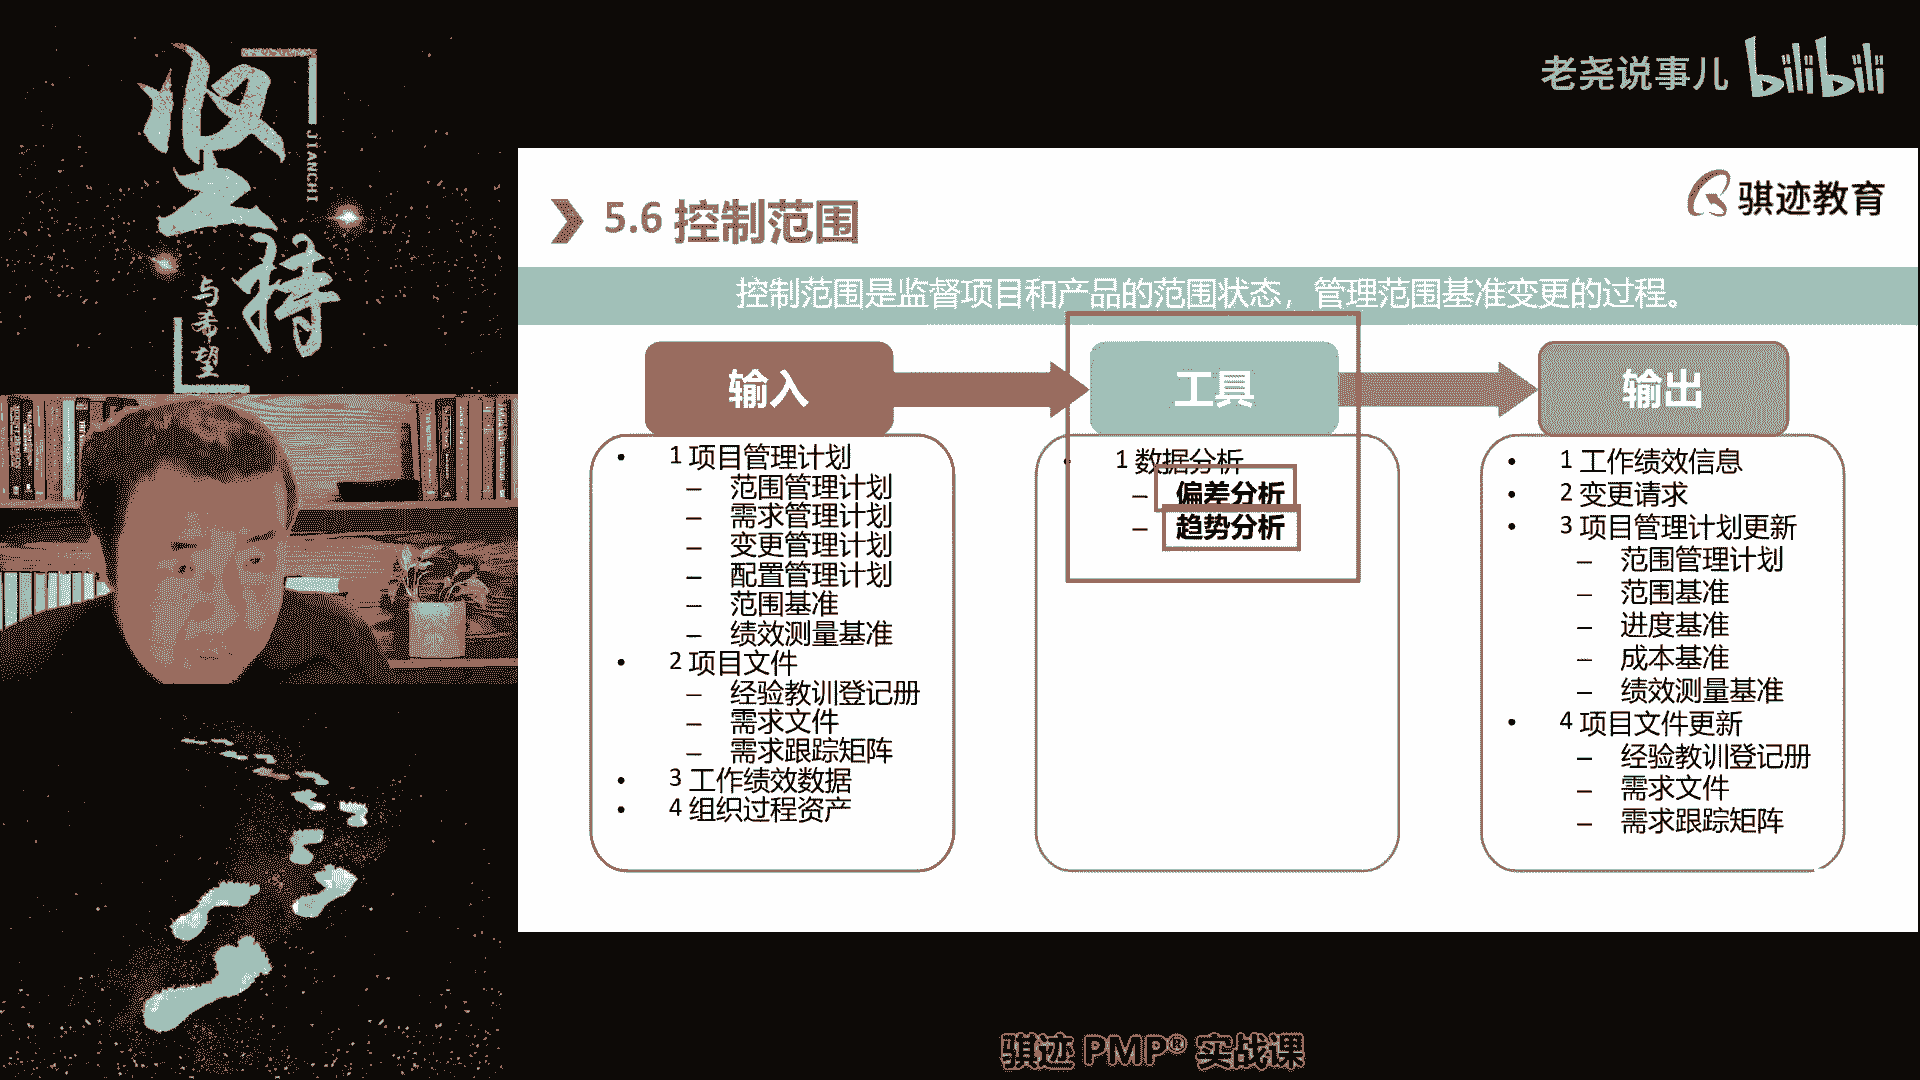 坚持
JIANCHI
与希望
老尧说事儿 bilibili
骐迹教育
5.6 控制范围
控制范围是监督项目和产品的范围状态，管理范围基准变更的过程。
输入
1 项目管理计划
– 范围管理计划
– 需求管理计划
– 变更管理计划
– 配置管理计划
– 范围基准
– 绩效测量基准
2 项目文件
– 经验教训登记册
– 需求文件
– 需求跟踪矩阵
3 工作绩效数据
4 组织过程资产
工具
1 数据分析
– 偏差分析
– 趋势分析
输出
1 工作绩效信息
2 变更请求
3 项目管理计划更新
– 范围管理计划
– 范围基准
– 进度基准
– 成本基准
– 绩效测量基准
4 项目文件更新
– 经验教训登记册
– 需求文件
– 需求跟踪矩阵
骐迹 PMP® 实战课